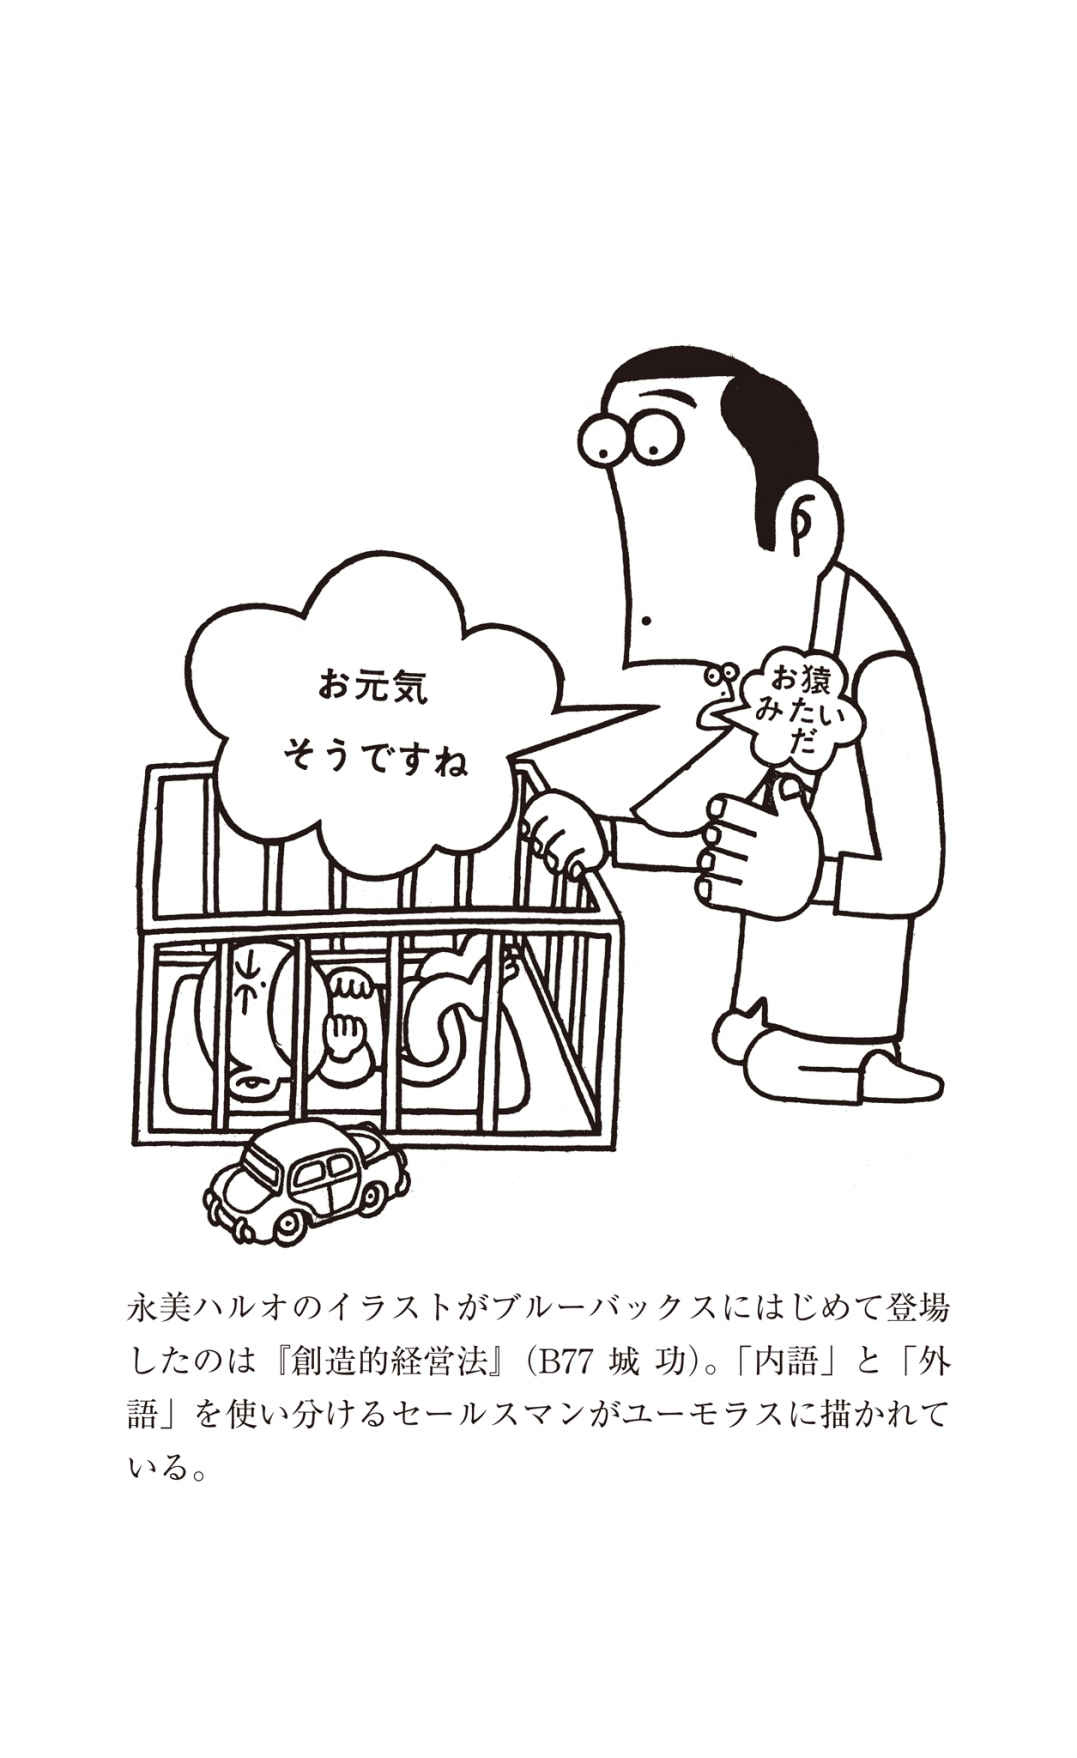 お元気
そうですね
お猿
みたい
だ
永美ハルオのイラストがブルーバックスにはじめて登場
したのは『創造的経営法』（B77 城 功）。「内語」と「外
語」を使い分けるセールスマンがユーモラスに描かれて
いる。